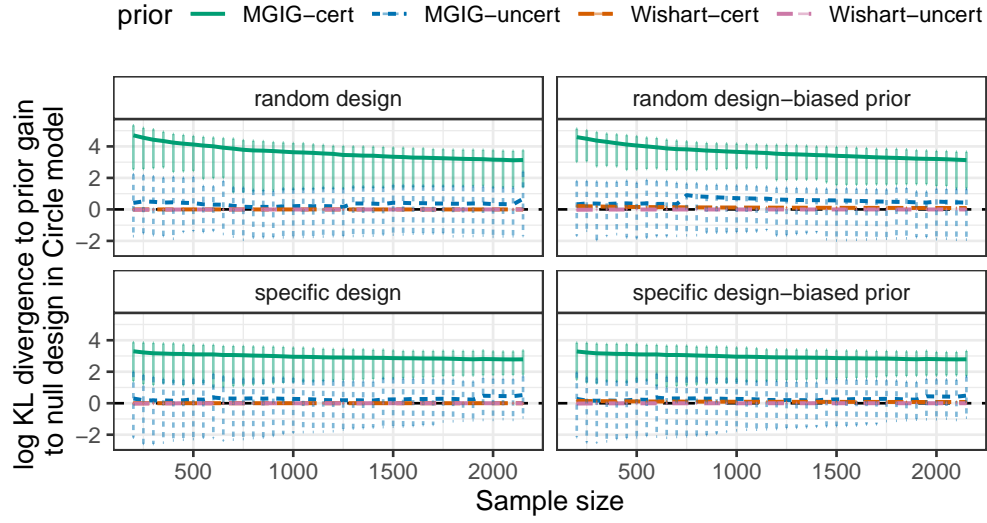 prior MGIG−cert MGIG−uncert Wishart−cert Wishart−uncert
log KL divergence to prior gain
to null design in Circle model
random design
random design−biased prior
4
2
0
−2
specific design
specific design−biased prior
4
2
0
−2
500 1000 1500 2000
500 1000 1500 2000
Sample size